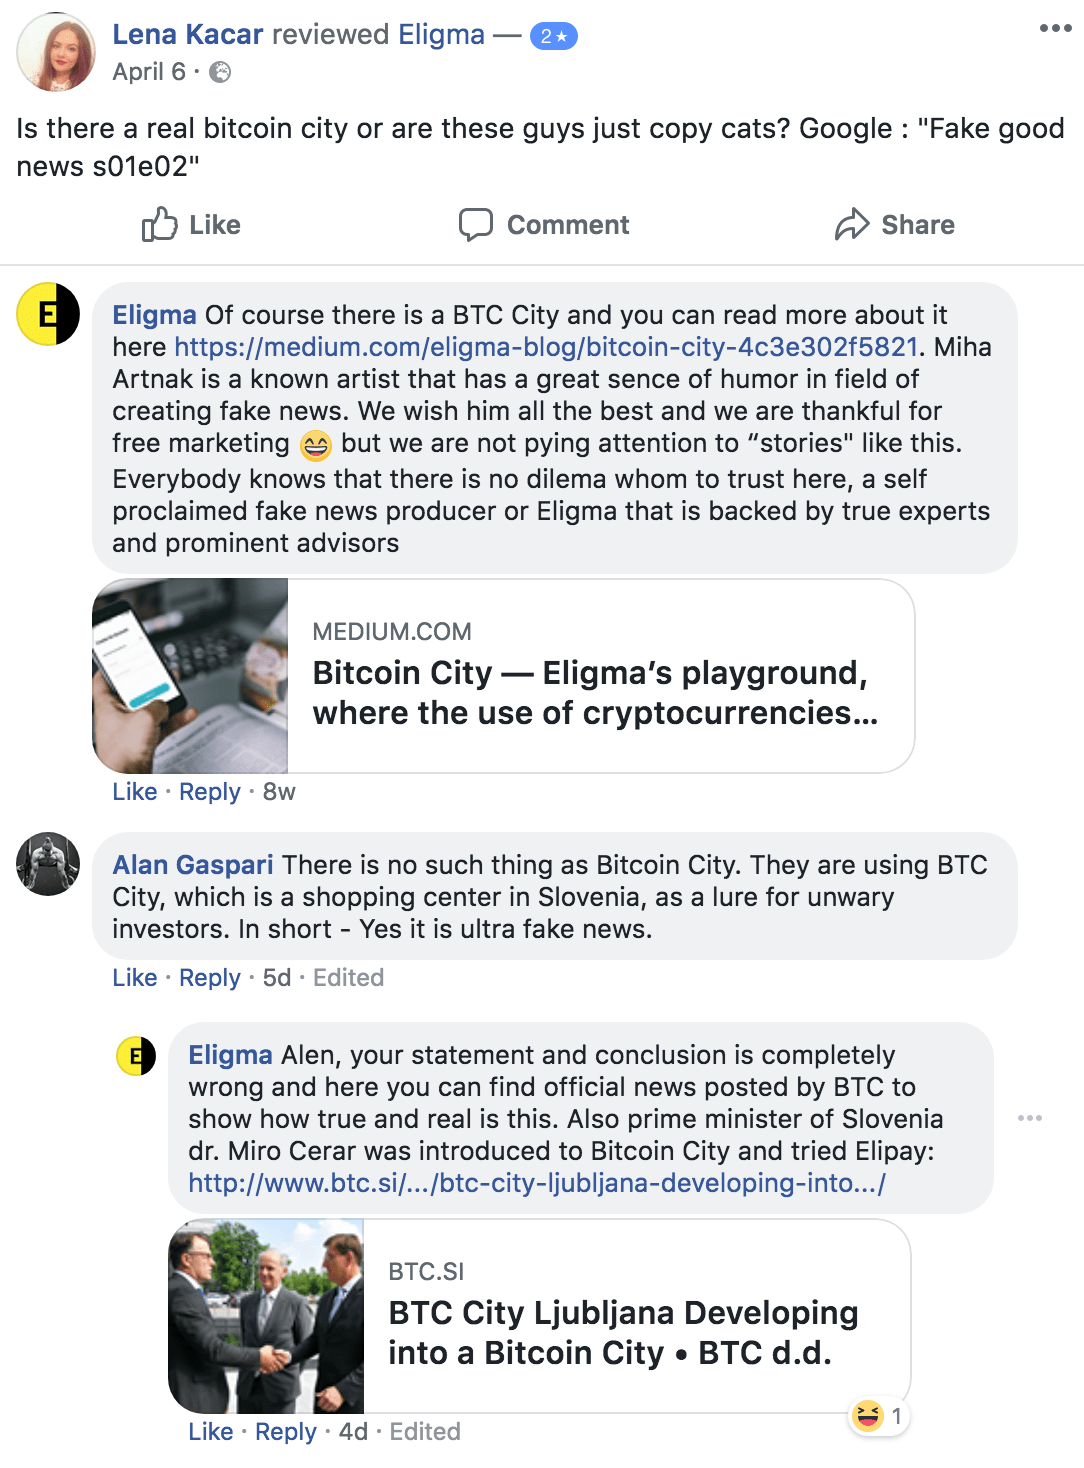 Lena Kacar reviewed Eligma — 2★
April 6 ·
Is there a real bitcoin city or are these guys just copy cats? Google : "Fake good
news s01e02"
Like Comment Share
E
Eligma Of course there is a BTC City and you can read more about it
here https://medium.com/eligma-blog/bitcoin-city-4c3e302f5821. Miha
Artnak is a known artist that has a great sence of humor in field of
creating fake news. We wish him all the best and we are thankful for
free marketing 😄 but we are not pying attention to “stories" like this.
Everybody knows that there is no dilema whom to trust here, a self
proclaimed fake news producer or Eligma that is backed by true experts
and prominent advisors
MEDIUM.COM
Bitcoin City — Eligma’s playground,
where the use of cryptocurrencies...
Like · Reply · 8w
Alan Gaspari There is no such thing as Bitcoin City. They are using BTC
City, which is a shopping center in Slovenia, as a lure for unwary
investors. In short - Yes it is ultra fake news.
Like · Reply · 5d · Edited
E
Eligma Alen, your statement and conclusion is completely
wrong and here you can find official news posted by BTC to
show how true and real is this. Also prime minister of Slovenia
dr. Miro Cerar was introduced to Bitcoin City and tried Elipay:
http://www.btc.si/.../btc-city-ljubljana-developing-into.../
BTC.SI
BTC City Ljubljana Developing
into a Bitcoin City • BTC d.d.
😆 1
Like · Reply · 4d · Edited